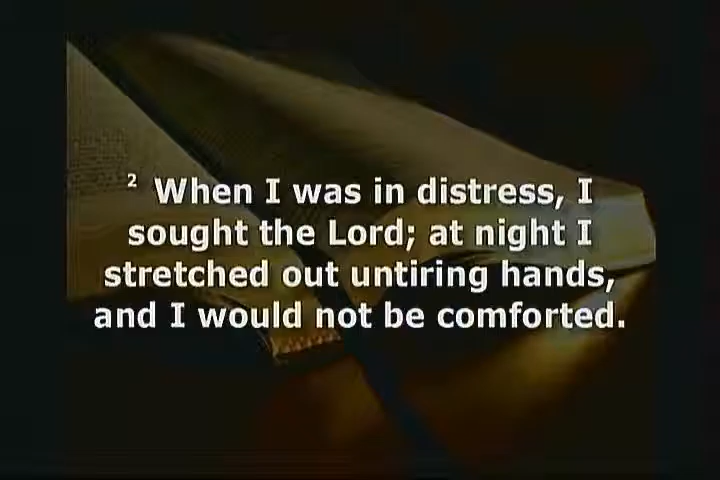 ² When I was in distress, I
sought the Lord; at night I
stretched out untiring hands,
and I would not be comforted.